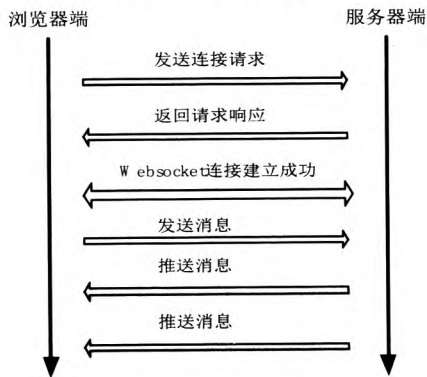 浏览器端
服务器端
发送连接请求
返回请求响应
Websocket连接建立成功
发送消息
推送消息
推送消息